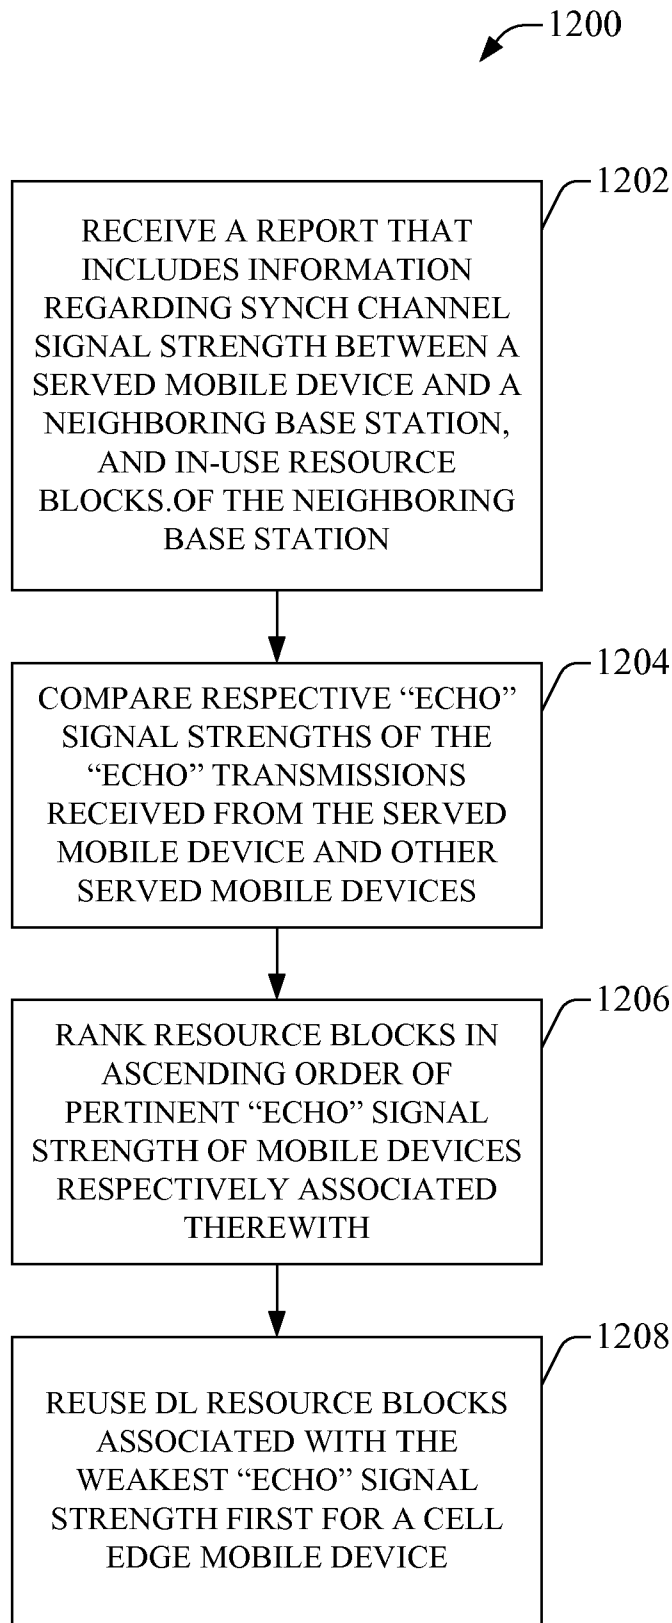 1200
1202
RECEIVE A REPORT THAT
INCLUDES INFORMATION
REGARDING SYNCH CHANNEL
SIGNAL STRENGTH BETWEEN A
SERVED MOBILE DEVICE AND A
NEIGHBORING BASE STATION,
AND IN-USE RESOURCE
BLOCKS.OF THE NEIGHBORING
BASE STATION
1204
COMPARE RESPECTIVE “ECHO”
SIGNAL STRENGTHS OF THE
“ECHO” TRANSMISSIONS
RECEIVED FROM THE SERVED
MOBILE DEVICE AND OTHER
SERVED MOBILE DEVICES
1206
RANK RESOURCE BLOCKS IN
ASCENDING ORDER OF
PERTINENT “ECHO” SIGNAL
STRENGTH OF MOBILE DEVICES
RESPECTIVELY ASSOCIATED
THEREWITH
1208
REUSE DL RESOURCE BLOCKS
ASSOCIATED WITH THE
WEAKEST “ECHO” SIGNAL
STRENGTH FIRST FOR A CELL
EDGE MOBILE DEVICE